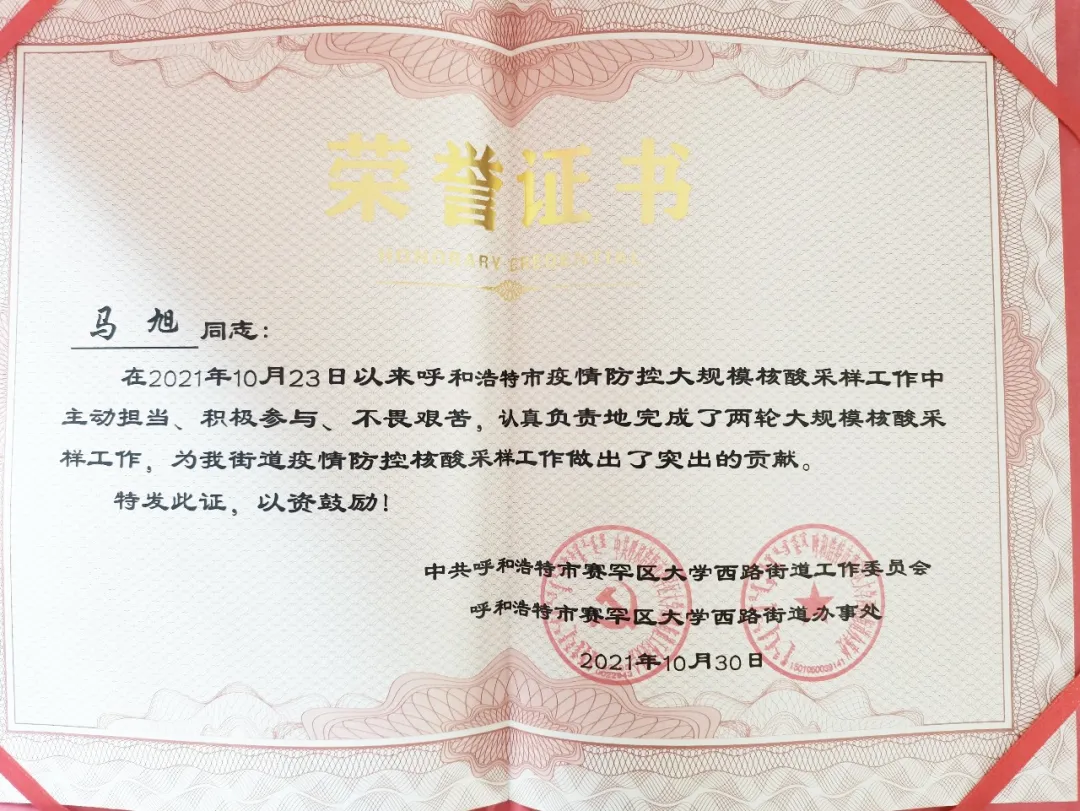 荣誉证书
HONORARY CREDENTIAL
马旭同志：
在2021年10月23日以来呼和浩特市疫情防控大规模核酸采样工作中
主动担当、积极参与、不畏艰苦，认真负责地完成了两轮大规模核酸采
样工作，为我街道疫情防控核酸采样工作做出了突出的贡献。
特发此证，以资鼓励！
中共呼和浩特市赛罕区大学西路街道工作委员会
呼和浩特市赛罕区大学西路街道办事处
2021年10月30日